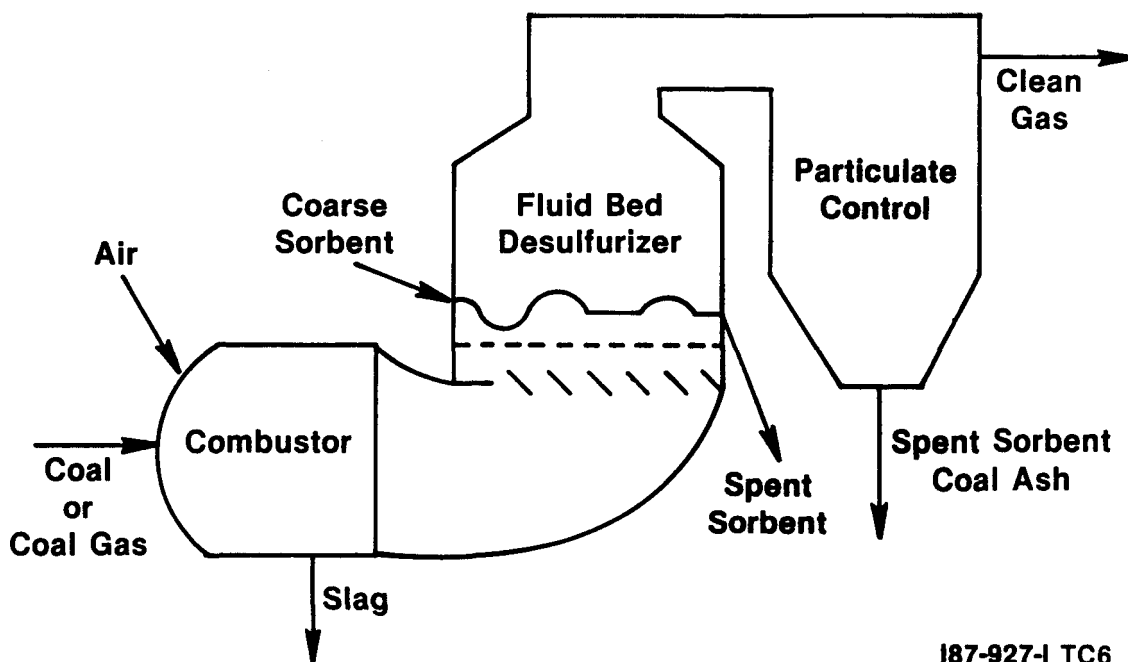 Clean
Gas
Particulate
Control
Coarse
Sorbent
Fluid Bed
Desulfurizer
Air
Combustor
Coal
or
Coal Gas
Spent
Sorbent
Spent Sorbent
Coal Ash
Slag
I87-927-I TC6